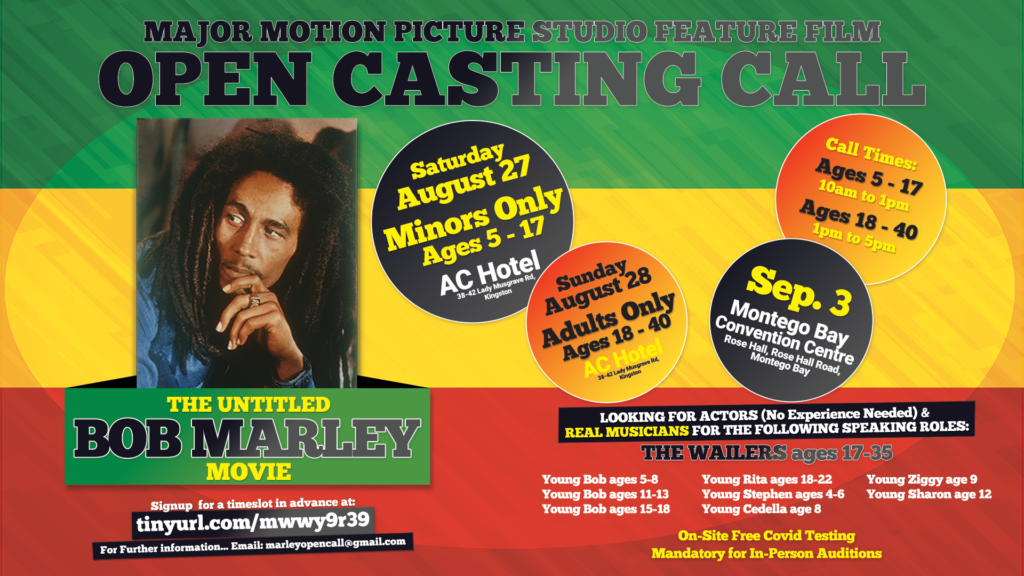 MAJOR MOTION PICTURE STUDIO FEATURE FILM
OPEN CASTING CALL
Saturday
August 27
Minors Only
Ages 5 - 17
AC Hotel
38-42 Lady Musgrave Rd,
Kingston
Sunday
August 28
Adults Only
Ages 18 - 40
AC Hotel
38-42 Lady Musgrave Rd,
Kingston
Call Times:
Ages 5 - 17
10am to 1pm
Ages 18 - 40
1pm to 5pm
Sep. 3
Montego Bay
Convention Centre
Rose Hall, Rose Hall Road,
Montego Bay
THE UNTITLED
BOB MARLEY
MOVIE
Signup for a timeslot in advance at:
tinyurl.com/mwwy9r39
For Further information... Email: marleyopencall@gmail.com
LOOKING FOR ACTORS (No Experience Needed) &
REAL MUSICIANS FOR THE FOLLOWING SPEAKING ROLES:
THE WAILERS ages 17-35
Young Bob ages 5-8
Young Bob ages 11-13
Young Bob ages 15-18
Young Rita ages 18-22
Young Stephen ages 4-6
Young Cedella age 8
Young Ziggy age 9
Young Sharon age 12
On-Site Free Covid Testing
Mandatory for In-Person Auditions